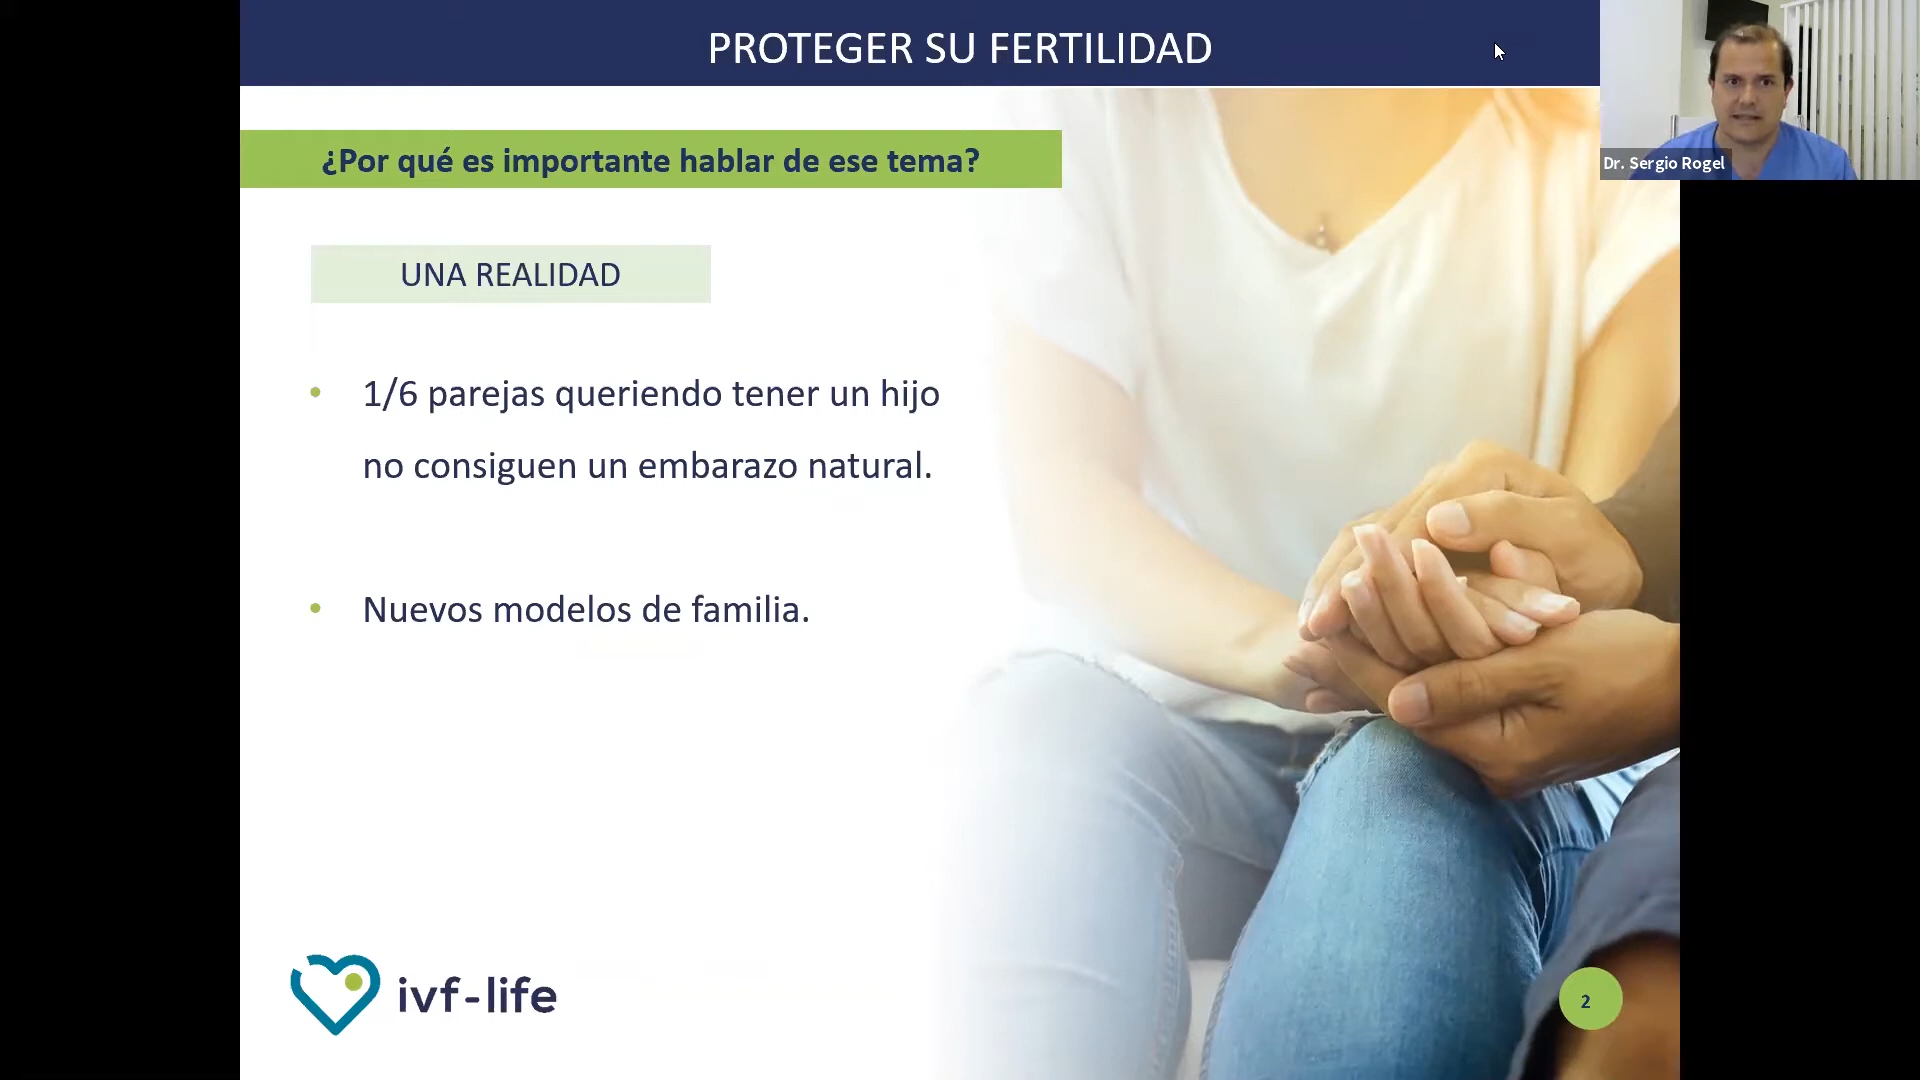 PROTEGER SU FERTILIDAD
Dr. Sergio Rogel
¿Por qué es importante hablar de ese tema?
UNA REALIDAD
• 1/6 parejas queriendo tener un hijo
no consiguen un embarazo natural.
• Nuevos modelos de familia.
ivf-life
2